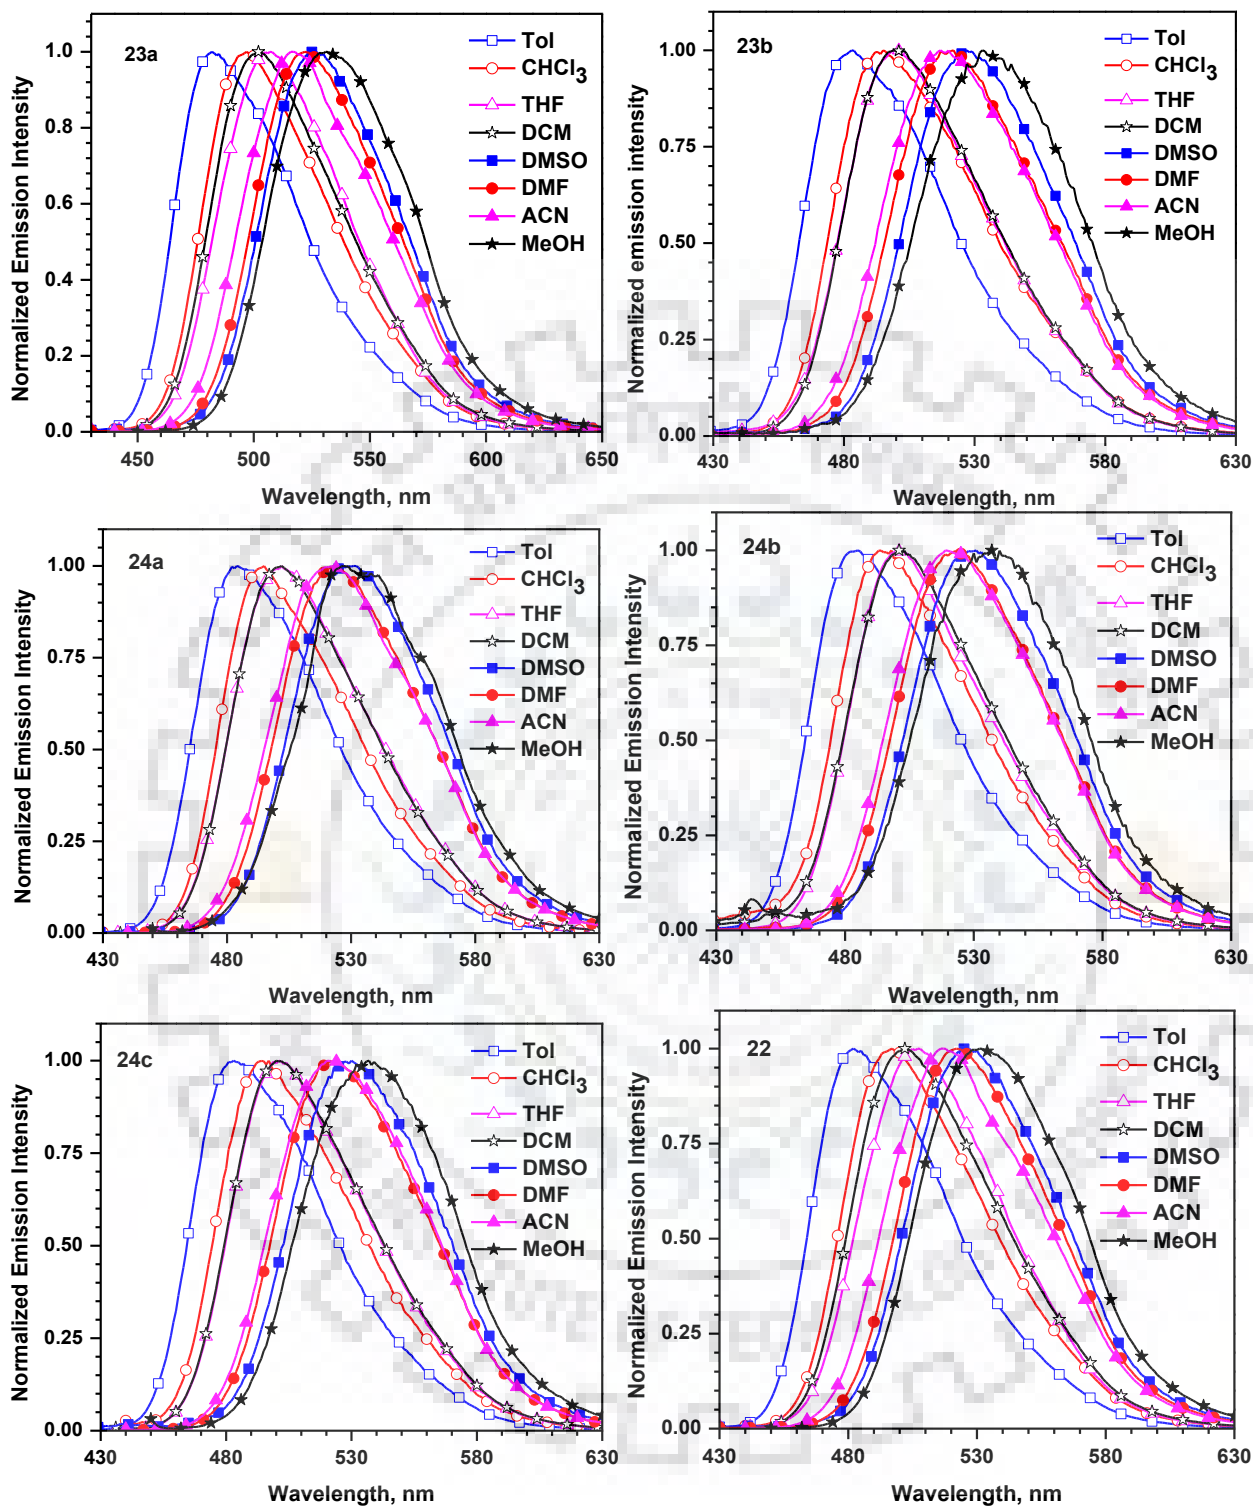 23a
Tol
CHCl3
THF
DCM
DMSO
DMF
ACN
MeOH
Normalized Emission Intensity
1.0
0.8
0.6
0.4
0.2
0.0
450 500 550 600 650
Wavelength, nm
23b
Tol
CHCl3
THF
DCM
DMSO
DMF
ACN
MeOH
Normalized emission intensity
1.00
0.75
0.50
0.25
0.00
430 480 530 580 630
Wavelength, nm
24a
Tol
CHCl3
THF
DCM
DMSO
DMF
ACN
MeOH
Normalized Emission Intensity
1.00
0.75
0.50
0.25
0.00
430 480 530 580 630
Wavelength, nm
24b
Tol
CHCl3
THF
DCM
DMSO
DMF
ACN
MeOH
Normalized Emission Intensity
1.00
0.75
0.50
0.25
0.00
430 480 530 580 630
Wavelength, nm
24c
Tol
CHCl3
THF
DCM
DMSO
DMF
ACN
MeOH
Normalized Emission Intensity
1.00
0.75
0.50
0.25
0.00
430 480 530 580 630
Wavelength, nm
22
Tol
CHCl3
THF
DCM
DMSO
DMF
ACN
MeOH
Normalized Emission Intensity
1.00
0.75
0.50
0.25
0.00
430 480 530 580 630
Wavelength, nm